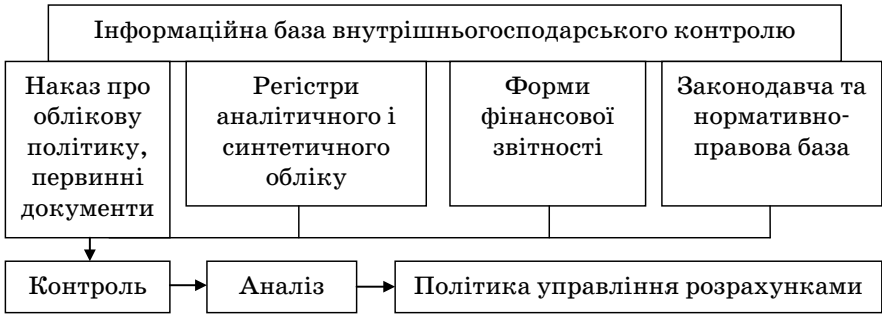 Інформаційна база внутрішньогосподарського контролю
Наказ про
облікову
політику,
первинні
документи
Регістри
аналітичного і
синтетичного
обліку
Форми
фінансової
звітності
Законодавча та
нормативно-
правова база
Контроль
Аналіз
Політика управління розрахунками